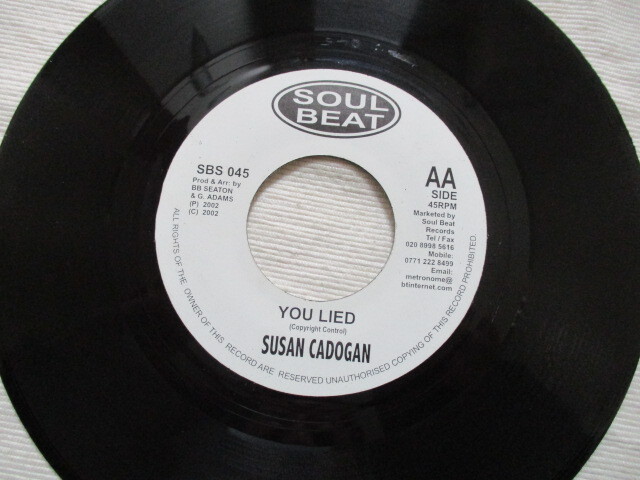 SOUL
BEAT
SBS 045
Prod & Arr: by
BB SEATON
& G. ADAMS
(P) 2002
(C) 2002
AA
SIDE
45RPM
Marketed by
Soul Beat
Records
Tel / Fax
020 8998 5616
Mobile:
0771 222 8499
Email:
metronome@
btinternet.com
YOU LIED
(Copyright Control)
SUSAN CADOGAN
ALL RIGHTS OF THE OWNER OF THIS RECORD ARE RESERVED UNAUTHORISED COPYING OF THIS RECORD PROHIBITED.